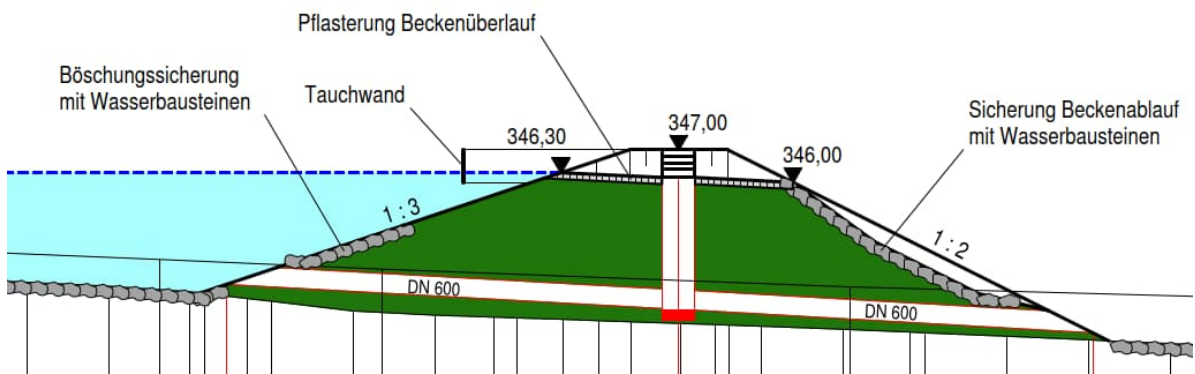 Pflasterung Beckenüberlauf
Böschungssicherung
mit Wasserbausteinen
Tauchwand
346,30
347,00
346,00
Sicherung Beckenablauf
mit Wasserbausteinen
1 : 3
1 : 2
DN 600
DN 600